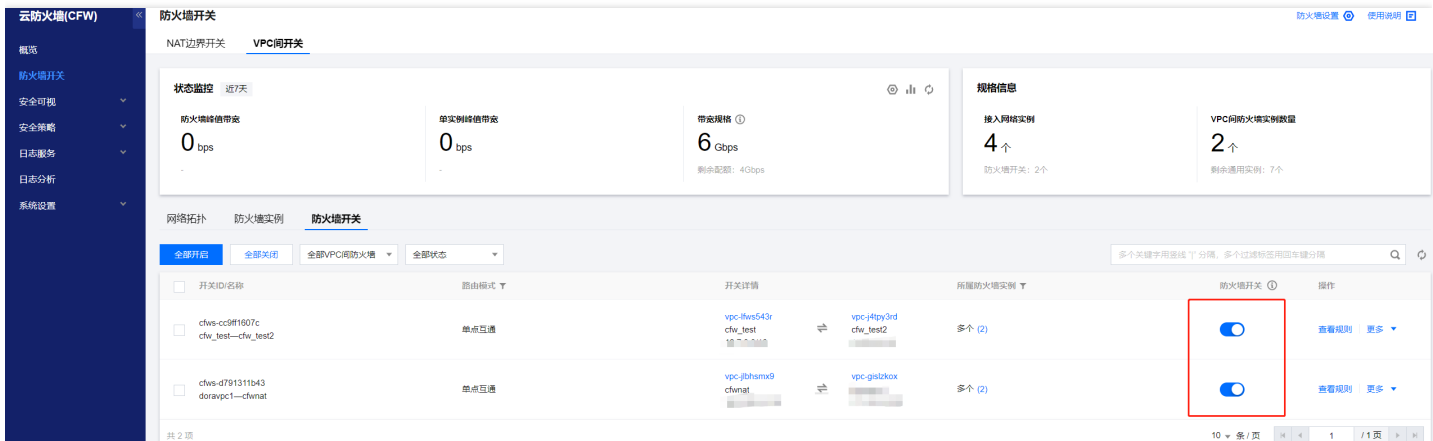 云防火墙(CFW)
概览
防火墙开关
安全可视
安全策略
日志服务
日志分析
系统设置
防火墙开关
防火墙设置
使用说明
NAT边界开关 VPC间开关
状态监控 近7天
防火墙峰值带宽
0 bps
-
单实例峰值带宽
0 bps
-
带宽规格
6 Gbps
剩余配额：4Gbps
规格信息
接入网络实例
4 个
防火墙开关：2个
VPC间防火墙实例数量
2 个
剩余通用实例：7个
网络拓扑 防火墙实例 防火墙开关
全部开启 全部关闭 全部VPC间防火墙 全部状态 多个关键字用竖线“|”分隔，多个过滤标签用回车键分隔
开关ID/名称 路由模式 开关详情 所属防火墙实例 防火墙开关 操作
cfws-cc9ff1607c
cfw_test—cfw_test2
单点互通
vpc-lfws543r
cfw_test
vpc-j4tpy3rd
cfw_test2
多个 (2)
查看规则 更多
cfws-d791311b43
doravpc1—cfwnat
单点互通
vpc-jlbhsmx9
cfwnat
vpc-gislzkox
多个 (2)
查看规则 更多
共 2 项
10 条/页 1 /1页